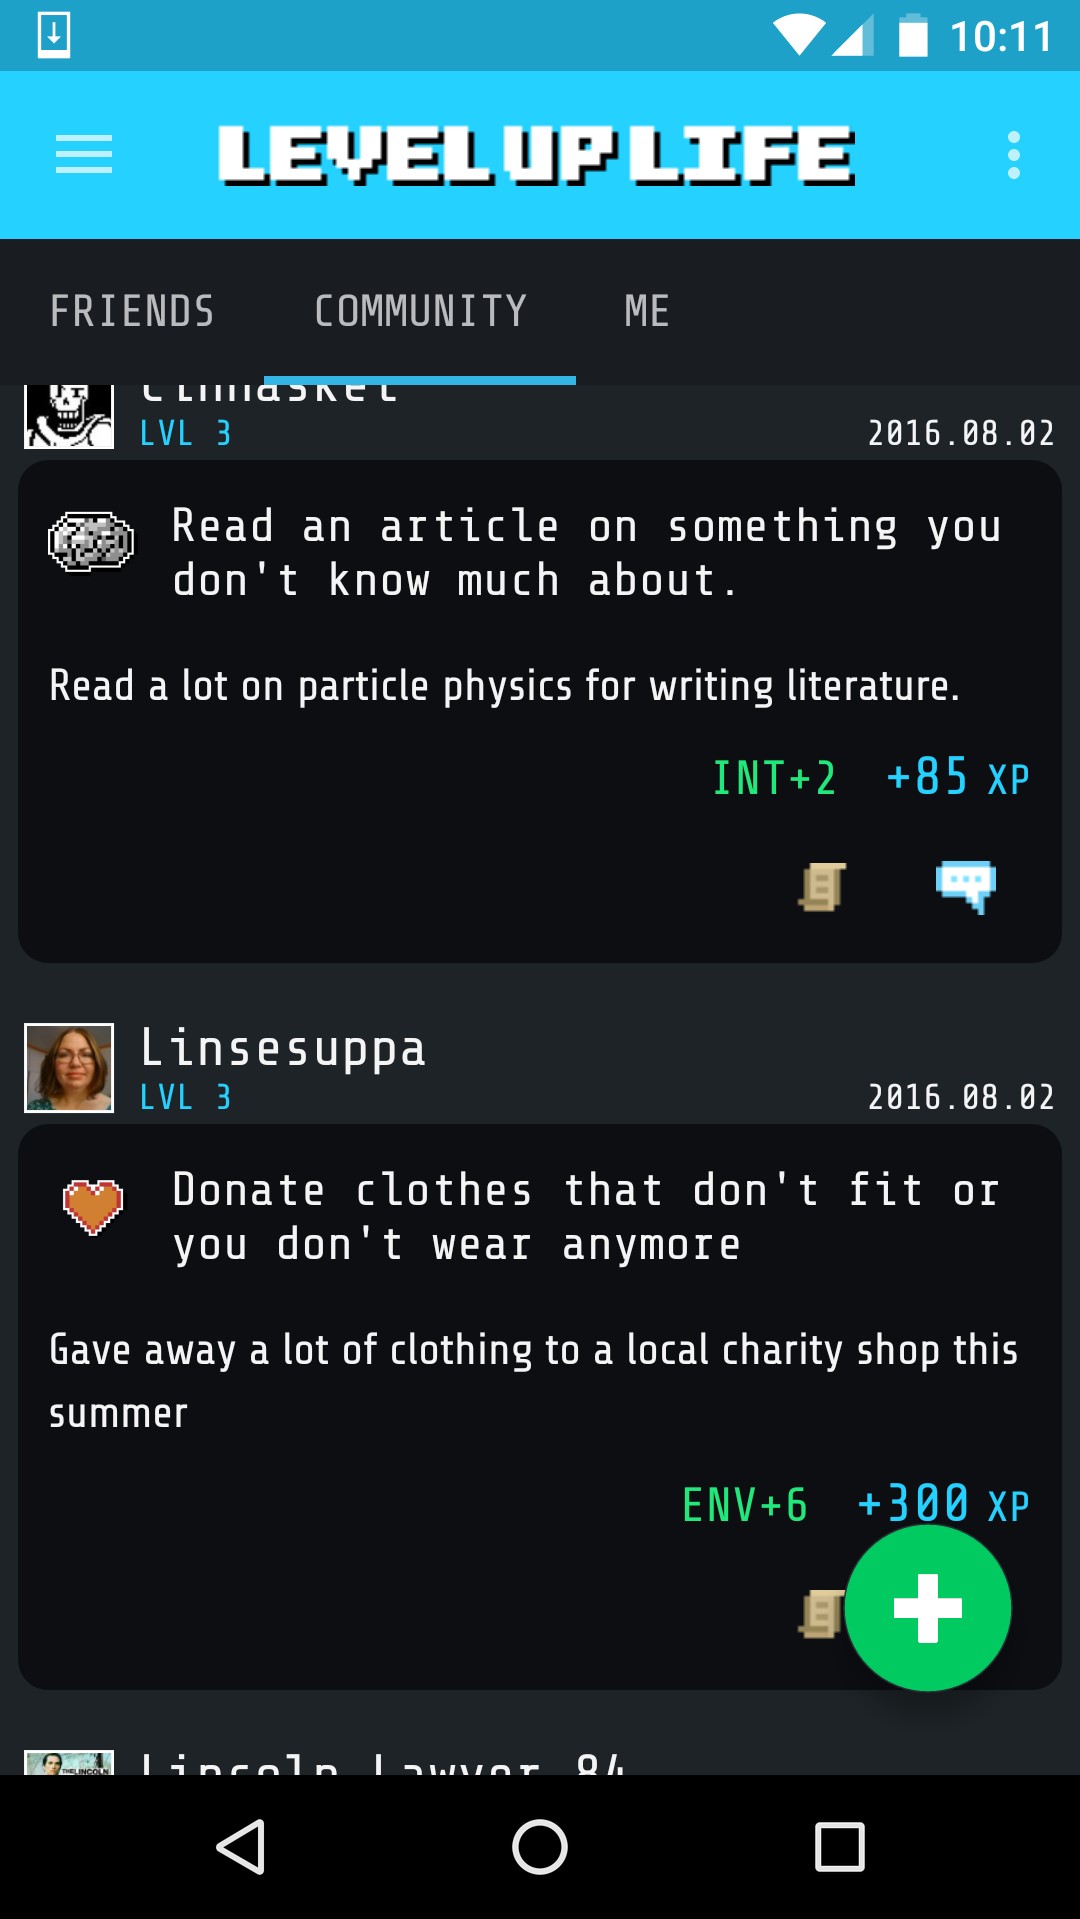 10:11
LEVEL UP LIFE
FRIENDS COMMUNITY ME
LVL 3 2016.08.02
Read an article on something you
don't know much about.
Read a lot on particle physics for writing literature.
INT+2 +85 XP
Linsesuppa
LVL 3 2016.08.02
Donate clothes that don't fit or
you don't wear anymore
Gave away a lot of clothing to a local charity shop this
summer
ENV+6 +300 XP
Lincoln Lawyer 84